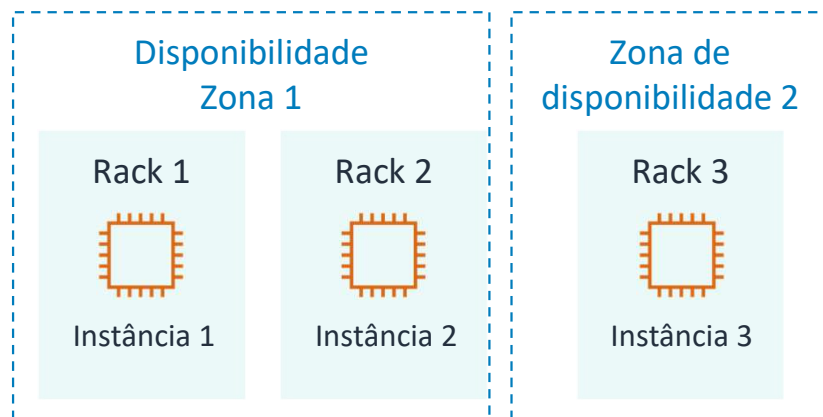 Disponibilidade
Zona 1
Rack 1
Instância 1
Rack 2
Instância 2
Zona de
disponibilidade 2
Rack 3
Instância 3